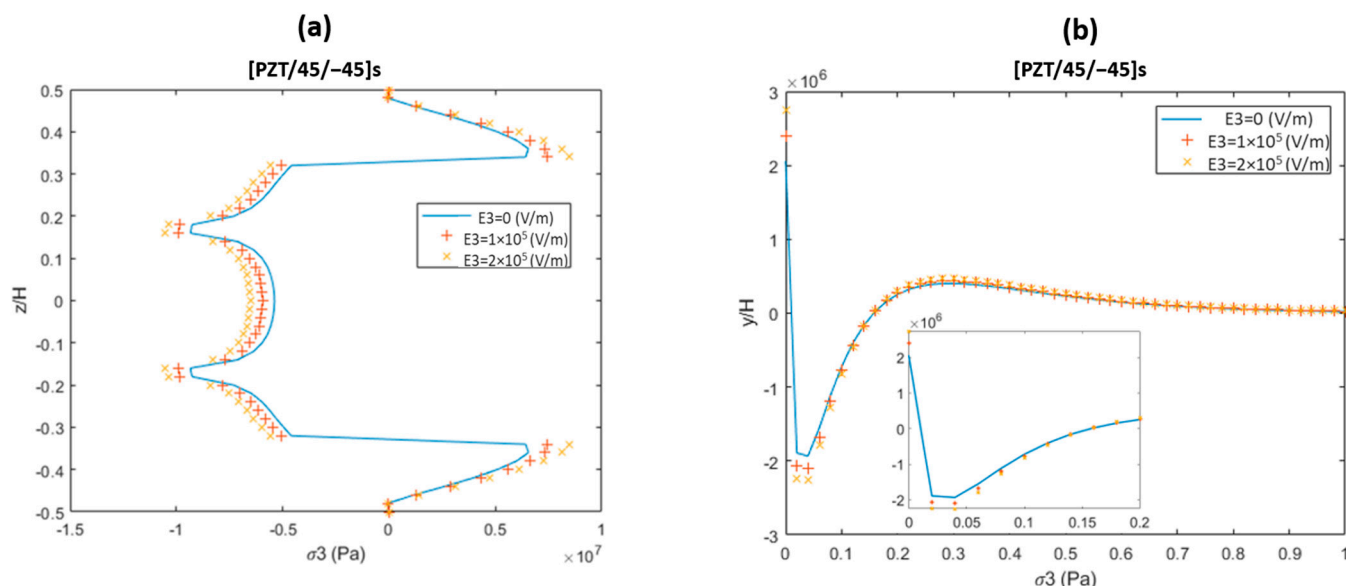 (a)
[PZT/45/−45]s
0.5
0.4
0.3
0.2
0.1
0
-0.1
-0.2
-0.3
-0.4
-0.5
z/H
E3=0 (V/m)
E3=1×10⁵ (V/m)
E3=2×10⁵ (V/m)
-1.5 -1 -0.5 0 0.5 1
σ3 (Pa)
×10⁷
(b)
[PZT/45/−45]s
×10⁶
3
2
1
0
-1
-2
-3
y/H
E3=0 (V/m)
E3=1×10⁵ (V/m)
E3=2×10⁵ (V/m)
×10⁶
2
1
0
-1
-2
0 0.05 0.1 0.15 0.2
0 0.1 0.2 0.3 0.4 0.5 0.6 0.7 0.8 0.9 1
σ3 (Pa)